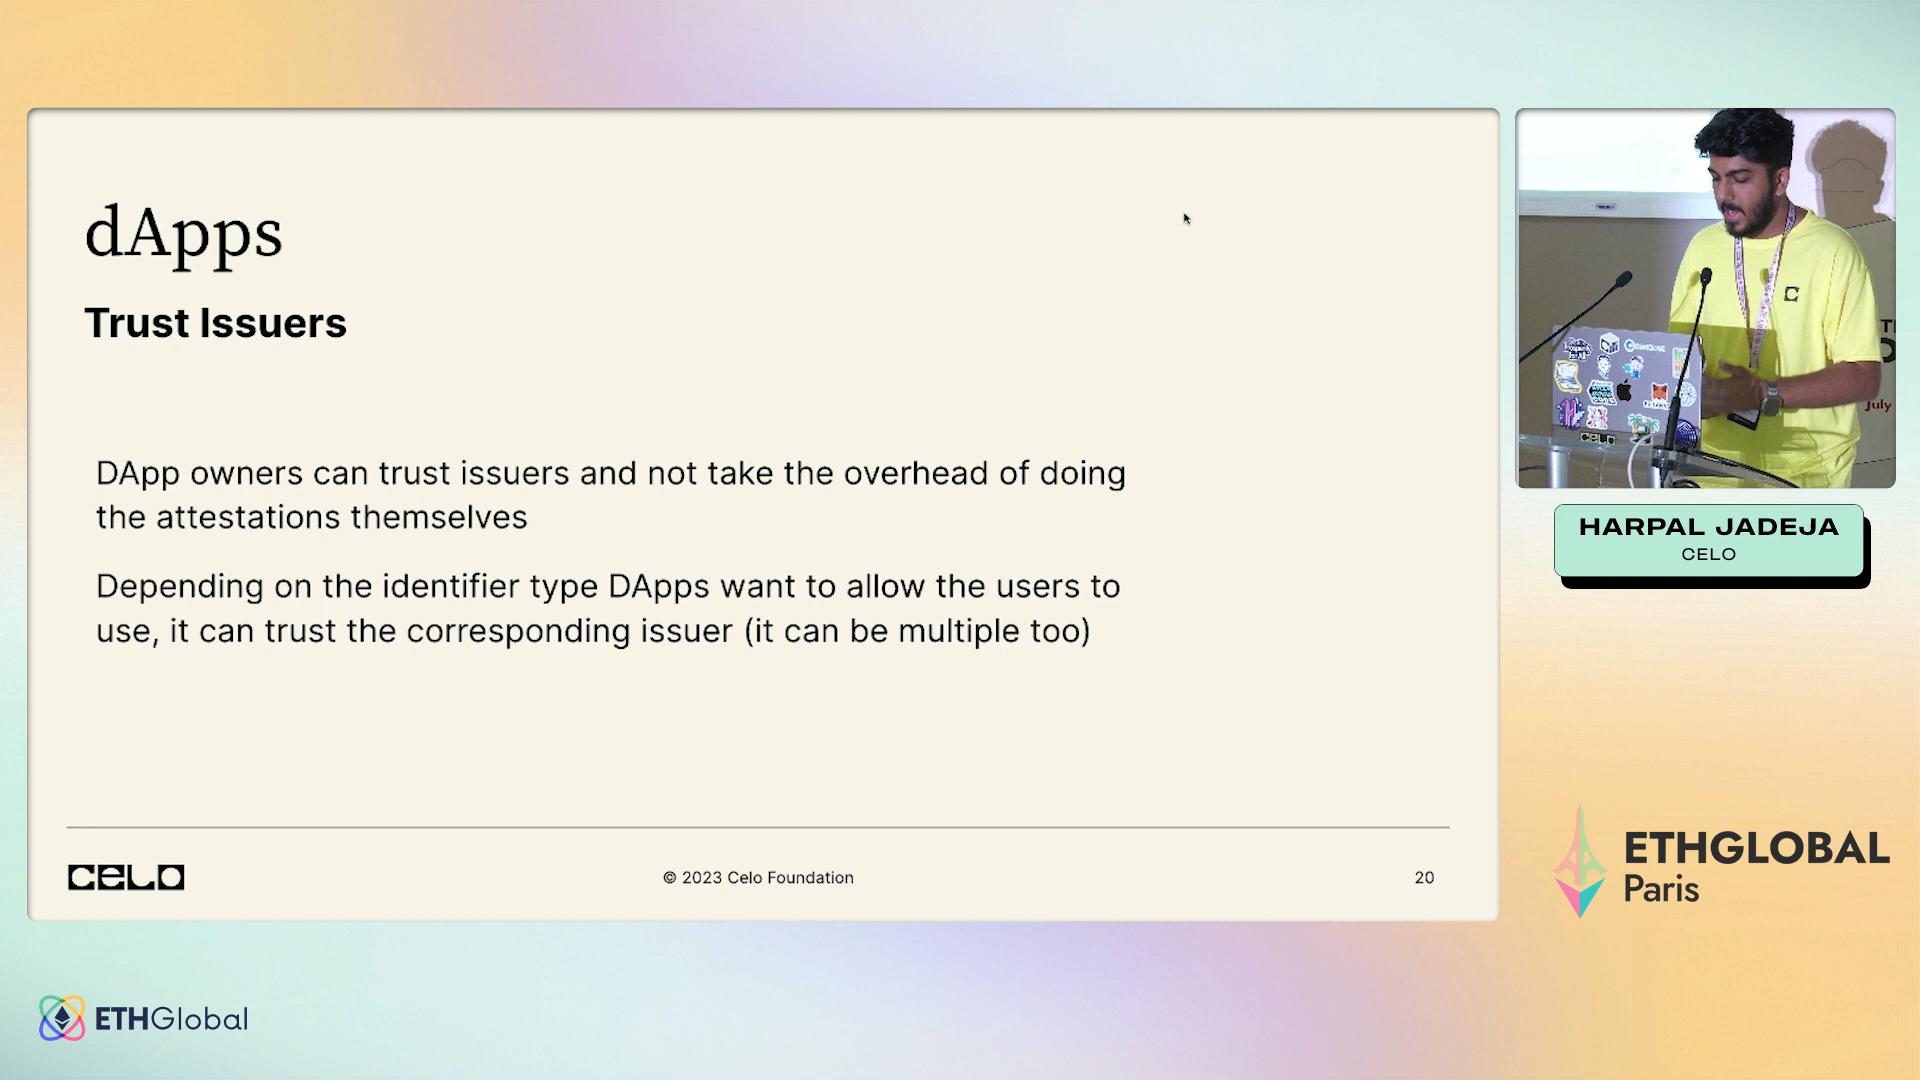 dApps
Trust Issuers
DApp owners can trust issuers and not take the overhead of doing
the attestations themselves
Depending on the identifier type DApps want to allow the users to
use, it can trust the corresponding issuer (it can be multiple too)
CELO
© 2023 Celo Foundation
20
July
CELO
HARPAL JADEJA
CELO
ETHGLOBAL
Paris
ETHGlobal